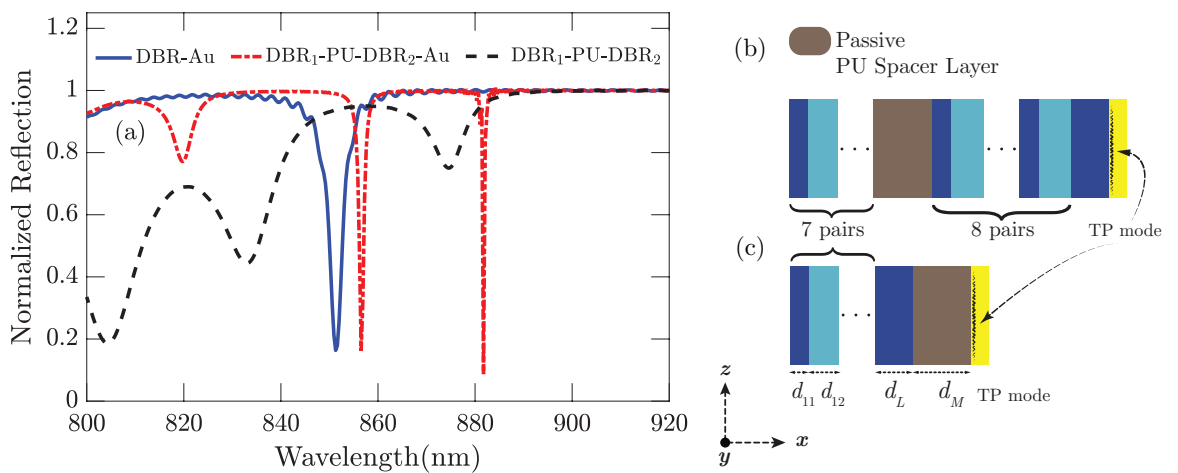 1.2
DBR-Au DBR₁-PU-DBR₂-Au DBR₁-PU-DBR₂
1
(a)
0.8
0.6
0.4
0.2
0
Normalized Reflection
800 820 840 860 880 900 920
Wavelength(nm)
(b)
Passive
PU Spacer Layer
. . . . . .
7 pairs 8 pairs TP mode
(c)
. . .
d₁₁ d₁₂ d_L d_M TP mode
z
x
y